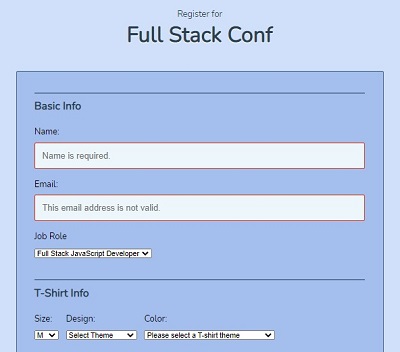 Register for
Full Stack Conf
Basic Info
Name:
Name is required.
Email:
This email address is not valid.
Job Role
Full Stack JavaScript Developer
T-Shirt Info
Size: Design: Color:
M Select Theme Please select a T-shirt theme